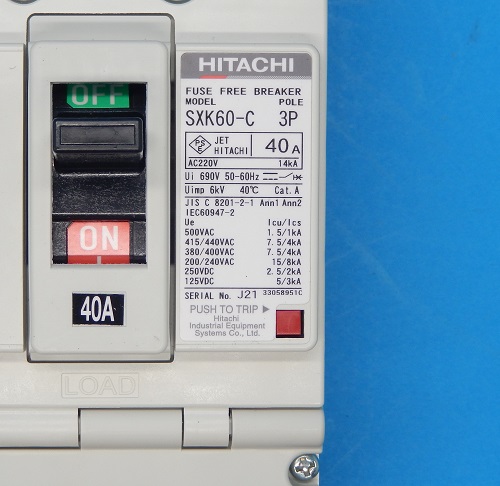 HITACHI
OFF
FUSE FREE BREAKER
MODEL POLE
SXK60-C 3P
PS E JET HITACHI 40A
AC220V 14kA
Ui 690V 50-60Hz
Uimp 6kV 40℃ Cat. A
JIS C 8201-2-1 Ann1 Ann2
IEC60947-2
Ue Icu/Ics
500VAC 1.5/1kA
415/440VAC 7.5/4kA
380/400VAC 7.5/4kA
200/240VAC 15/8kA
250VDC 2.5/2kA
125VDC 5/3kA
SERIAL No. J21 33058951C
ON
PUSH TO TRIP ▶
Hitachi
Industrial Equipment
Systems Co., Ltd.
40A
LOAD